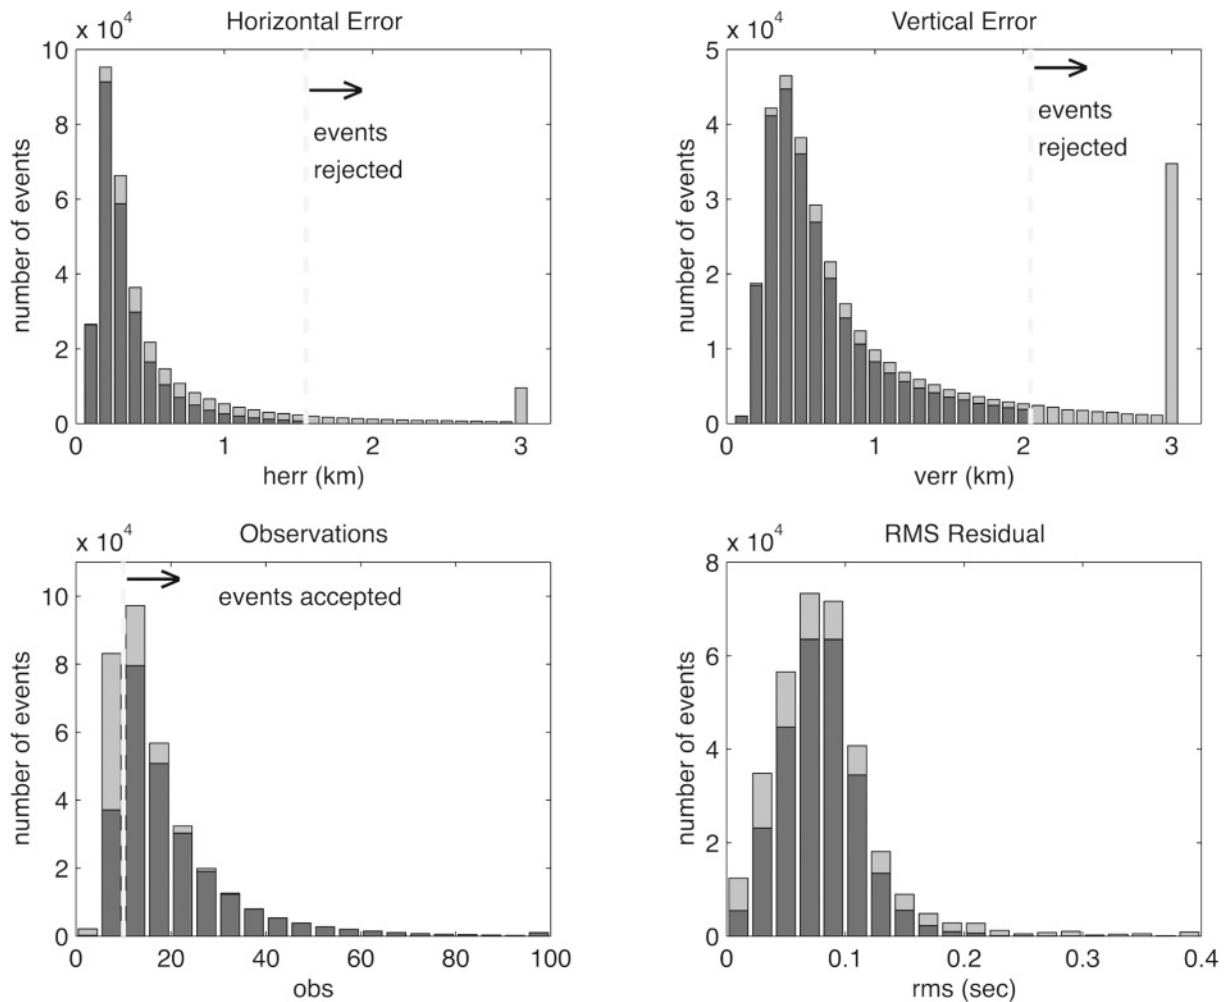 Horizontal Error
x 10^4
10
8
6
4
2
0
number of events
events
rejected
0 1 2 3
herr (km)
Vertical Error
x 10^4
5
4
3
2
1
0
number of events
events
rejected
0 1 2 3
verr (km)
Observations
x 10^4
10
8
6
4
2
0
number of events
events accepted
0 20 40 60 80 100
obs
RMS Residual
x 10^4
8
6
4
2
0
number of events
0 0.1 0.2 0.3 0.4
rms (sec)